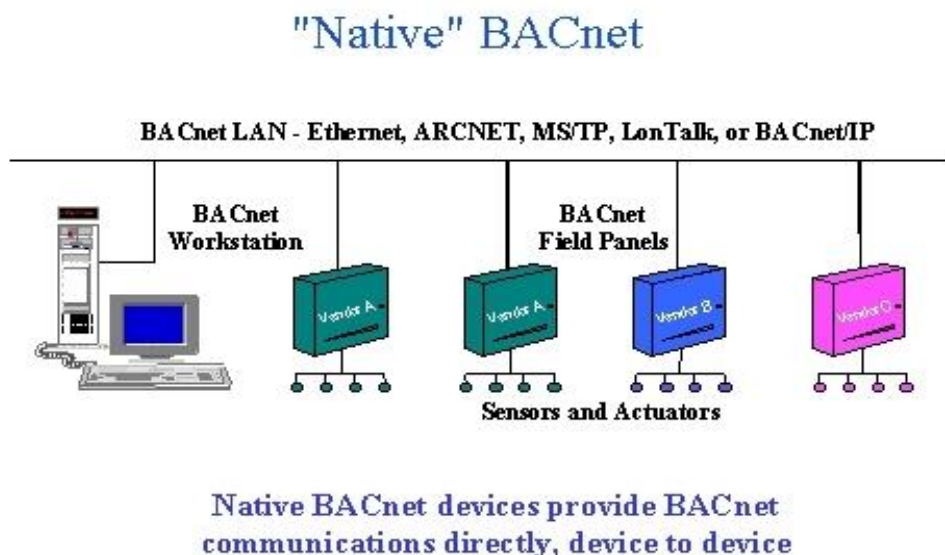 "Native" BACnet
BACnet LAN - Ethernet, ARCNET, MS/TP, LonTalk, or BACnet/IP
BACnet
Workstation
BACnet
Field Panels
Vendor A
Vendor A
Vendor B
Vendor
Sensors and Actuators
Native BACnet devices provide BACnet
communications directly, device to device